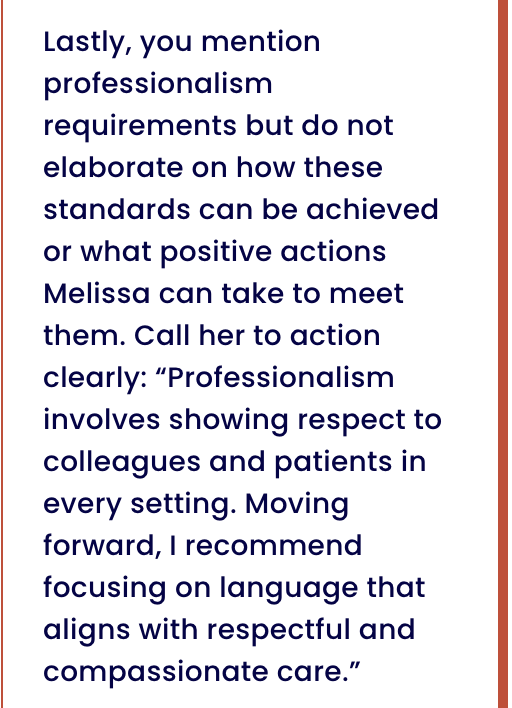 Lastly, you mention
professionalism
requirements but do not
elaborate on how these
standards can be achieved
or what positive actions
Melissa can take to meet
them. Call her to action
clearly: “Professionalism
involves showing respect to
colleagues and patients in
every setting. Moving
forward, I recommend
focusing on language that
aligns with respectful and
compassionate care.”